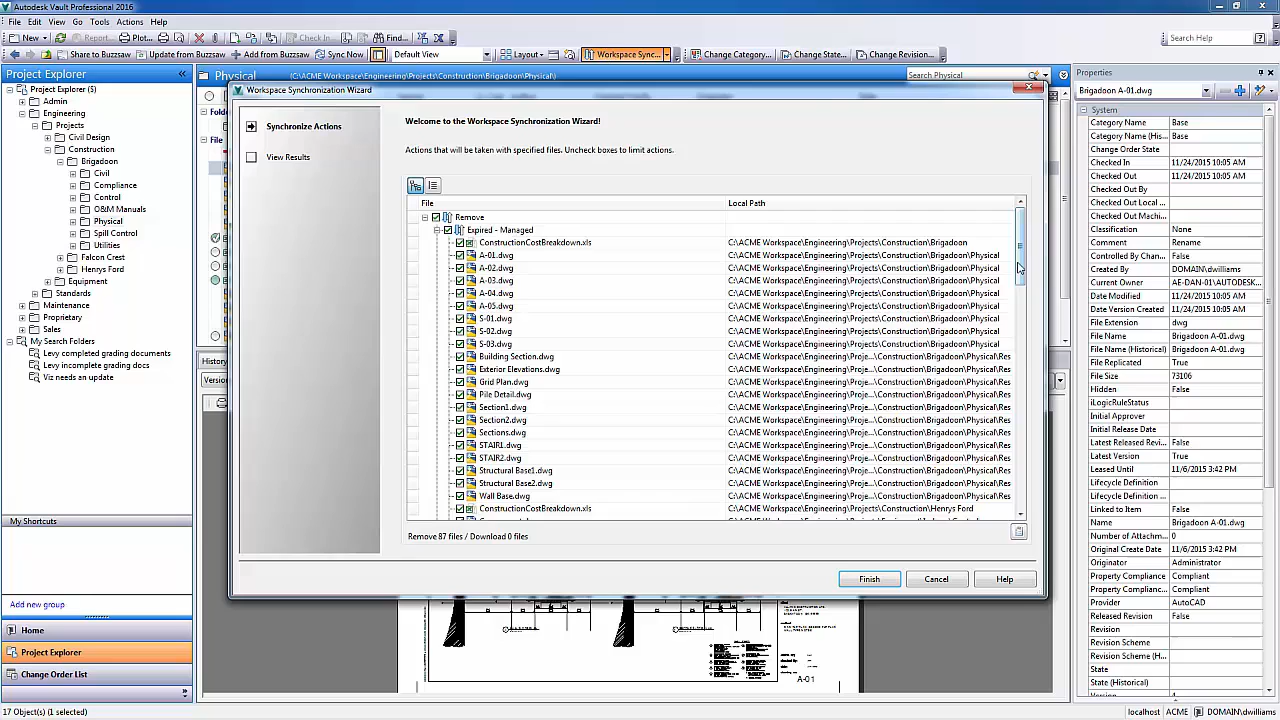 Autodesk Vault Professional 2016
File Edit View Go Tools Actions Help
New Report... Plot... Check In Find...
Search Help
Share to Buzzsaw Update from Buzzsaw Add from Buzzsaw Sync Now Default View Layout Workspace Sync... Change Category... Change State... Change Revision...
Project Explorer
Project Explorer ($)
Admin
Engineering
Projects
Civil Design
Construction
Brigadoon
Civil
Compliance
Control
O&M Manuals
Physical
Spill Control
Utilities
Falcon Crest
Henrys Ford
Equipment
Standards
Maintenance
Proprietary
Sales
My Search Folders
Levy completed grading documents
Levy incomplete grading docs
Viz needs an update
My Shortcuts
Add new group
Home
Project Explorer
Change Order List
17 Object(s) (1 selected)
Physical (C:\ACME Workspace\Engineering\Projects\Construction\Brigadoon\Physical)
Search Physical
Workspace Synchronization Wizard
Synchronize Actions
View Results
Welcome to the Workspace Synchronization Wizard!
Actions that will be taken with specified files. Uncheck boxes to limit actions.
File Local Path
Remove
Expired - Managed
ConstructionCostBreakdown.xls C:\ACME Workspace\Engineering\Projects\Construction\Brigadoon
A-01.dwg C:\ACME Workspace\Engineering\Projects\Construction\Brigadoon\Physical
A-02.dwg C:\ACME Workspace\Engineering\Projects\Construction\Brigadoon\Physical
A-03.dwg C:\ACME Workspace\Engineering\Projects\Construction\Brigadoon\Physical
A-04.dwg C:\ACME Workspace\Engineering\Projects\Construction\Brigadoon\Physical
A-05.dwg C:\ACME Workspace\Engineering\Projects\Construction\Brigadoon\Physical
S-01.dwg C:\ACME Workspace\Engineering\Projects\Construction\Brigadoon\Physical
S-02.dwg C:\ACME Workspace\Engineering\Projects\Construction\Brigadoon\Physical
S-03.dwg C:\ACME Workspace\Engineering\Projects\Construction\Brigadoon\Physical
Building Section.dwg C:\ACME Workspace\Engineering\Proje...\Construction\Brigadoon\Physical\Res
Exterior Elevations.dwg C:\ACME Workspace\Engineering\Proje...\Construction\Brigadoon\Physical\Res
Grid Plan.dwg C:\ACME Workspace\Engineering\Proje...\Construction\Brigadoon\Physical\Res
Pile Detail.dwg C:\ACME Workspace\Engineering\Proje...\Construction\Brigadoon\Physical\Res
Section1.dwg C:\ACME Workspace\Engineering\Proje...\Construction\Brigadoon\Physical\Res
Section2.dwg C:\ACME Workspace\Engineering\Proje...\Construction\Brigadoon\Physical\Res
Sections.dwg C:\ACME Workspace\Engineering\Proje...\Construction\Brigadoon\Physical\Res
STAIR1.dwg C:\ACME Workspace\Engineering\Proje...\Construction\Brigadoon\Physical\Res
STAIR2.dwg C:\ACME Workspace\Engineering\Proje...\Construction\Brigadoon\Physical\Res
Structural Base1.dwg C:\ACME Workspace\Engineering\Proje...\Construction\Brigadoon\Physical\Res
Structural Base2.dwg C:\ACME Workspace\Engineering\Proje...\Construction\Brigadoon\Physical\Res
Wall Base.dwg C:\ACME Workspace\Engineering\Proje...\Construction\Brigadoon\Physical\Res
ConstructionCostBreakdown.xls C:\ACME Workspace\Engineering\Projects\Construction\Henrys Ford
Remove 87 files / Download 0 files
Finish Cancel Help
A-01
Properties
Brigadoon A-01.dwg
System
Category Name Base
Category Name (His... Base
Change Order State
Checked In 11/24/2015 10:05 AM
Checked Out 11/24/2015 10:05 AM
Checked Out By
Checked Out Local ...
Checked Out Machi...
Classification None
Comment Rename
Controlled By Chan... False
Created By DOMAIN\dwilliams
Current Owner AE-DAN-01\AUTODESK...
Date Modified 11/24/2015 10:05 AM
Date Version Created 11/24/2015 10:05 AM
File Extension dwg
File Name Brigadoon A-01.dwg
File Name (Historical) Brigadoon A-01.dwg
File Replicated True
File Size 73106
Hidden False
iLogicRuleStatus
Initial Approver
Initial Release Date
Latest Released Revi... False
Latest Version True
Leased Until 11/6/2015 3:42 PM
Lifecycle Definition
Lifecycle Definition ...
Linked to Item False
Name Brigadoon A-01.dwg
Number of Attachm... 0
Original Create Date 11/6/2015 3:42 PM
Originator Administrator
Property Compliance Compliant
Property Compliance... Compliant
Provider AutoCAD
Released Revision False
Revision
Revision Scheme
Revision Scheme (H...
State
State (Historical)
localhost ACME DOMAIN\dwilliams